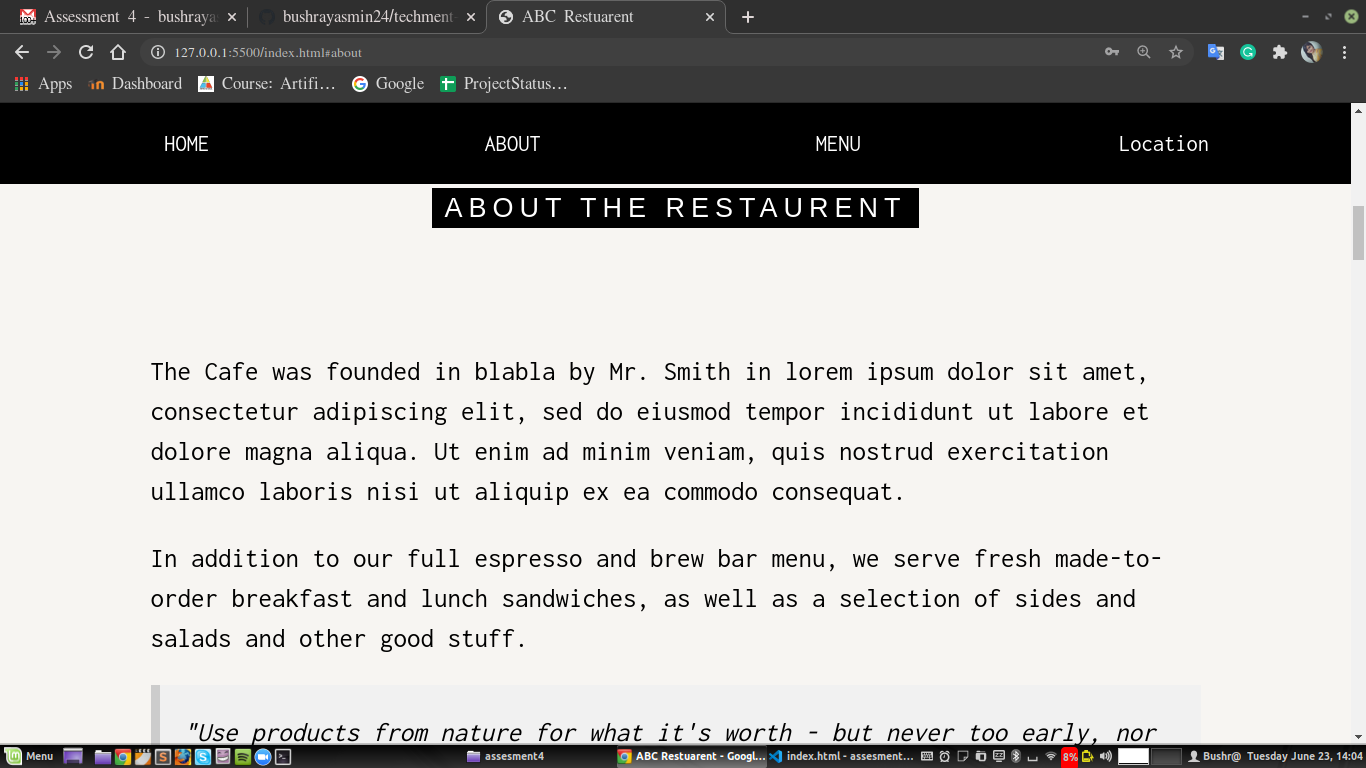 Assessment 4 - bushraya
bushrayasmin24/techment
ABC Restuarent
127.0.0.1:5500/index.html#about
Apps
Dashboard
Course: Artifi…
Google
ProjectStatus…
HOME
ABOUT
MENU
Location
ABOUT THE RESTAURENT
The Cafe was founded in blabla by Mr. Smith in lorem ipsum dolor sit amet,
consectetur adipiscing elit, sed do eiusmod tempor incididunt ut labore et
dolore magna aliqua. Ut enim ad minim veniam, quis nostrud exercitation
ullamco laboris nisi ut aliquip ex ea commodo consequat.
In addition to our full espresso and brew bar menu, we serve fresh made-to-
order breakfast and lunch sandwiches, as well as a selection of sides and
salads and other good stuff.
"Use products from nature for what it's worth - but never too early, nor
Menu
assesment4
ABC Restuarent - Googl...
index.html - assesment...
8%
Bushr@
Tuesday June 23, 14:04